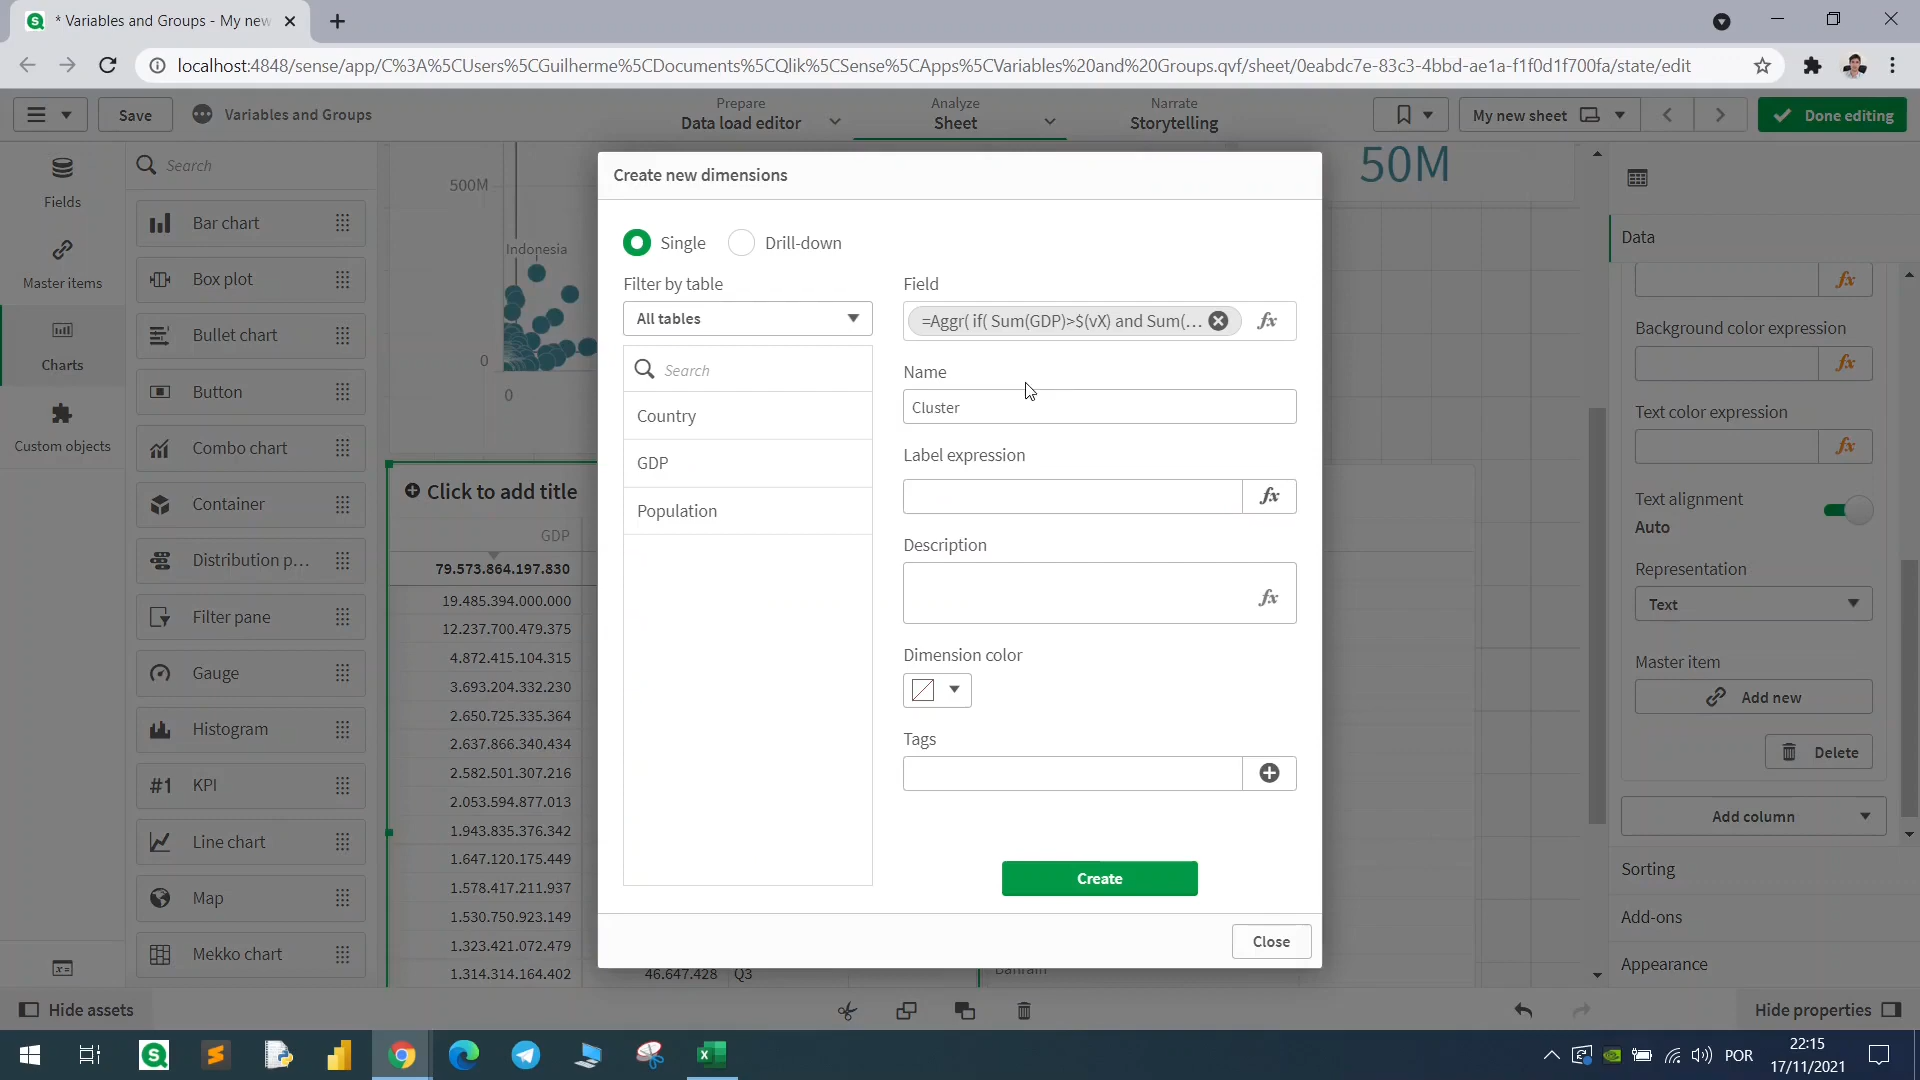 * Variables and Groups - My new
localhost:4848/sense/app/C%3A%5CUsers%5CGuilherme%5CDocuments%5CQlik%5CSense%5CApps%5CVariables%20and%20Groups.qvf/sheet/0eabdc7e-83c3-4bbd-ae1a-f1f0d1f700fa/state/edit
Save
Variables and Groups
Prepare
Data load editor
Analyze
Sheet
Narrate
Storytelling
My new sheet
Done editing
Fields
Master items
Charts
Custom objects
Search
Bar chart
Box plot
Bullet chart
Button
Combo chart
Container
Distribution p...
Filter pane
Gauge
Histogram
#1 KPI
Line chart
Map
Mekko chart
500M
Indonesia
0
0
50M
Click to add title
GDP
79.573.864.197.830
19.485.394.000.000
12.237.700.479.375
4.872.415.104.315
3.693.204.332.230
2.650.725.335.364
2.637.866.340.434
2.582.501.307.216
2.053.594.877.013
1.943.835.376.342
1.647.120.175.449
1.578.417.211.937
1.530.750.923.149
1.323.421.072.479
1.314.314.164.402 46.647.428 Q3
Bahrain
Create new dimensions
Single
Drill-down
Filter by table
All tables
Search
Country
GDP
Population
Field
=Aggr( if( Sum(GDP)>$(vX) and Sum(...
fx
Name
Cluster
Label expression
fx
Description
fx
Dimension color
Tags
Create
Close
Data
fx
Background color expression
fx
Text color expression
fx
Text alignment
Auto
Representation
Text
Master item
Add new
Delete
Add column
Sorting
Add-ons
Appearance
Hide assets
Hide properties
POR
22:15
17/11/2021